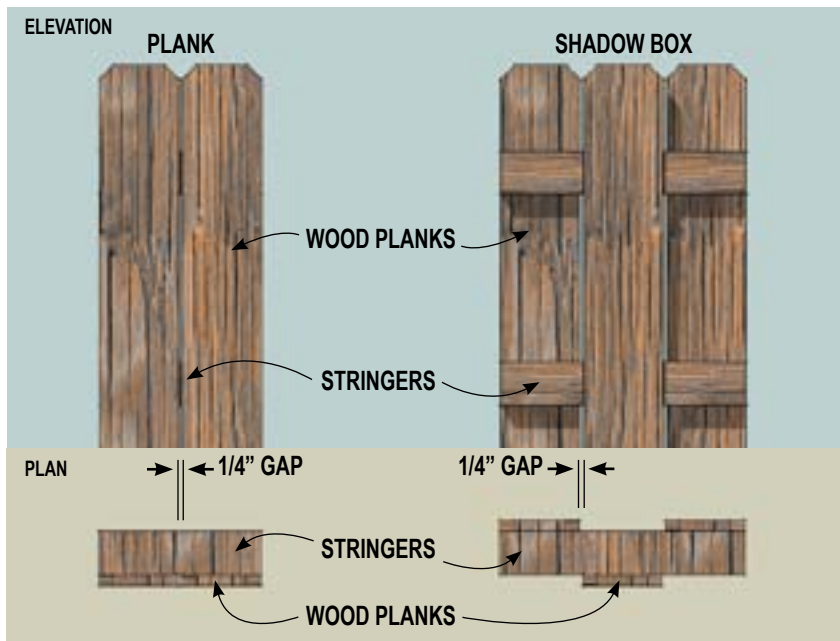 ELEVATION
PLANK
SHADOW BOX
WOOD PLANKS
STRINGERS
PLAN
1/4” GAP
1/4” GAP
STRINGERS
WOOD PLANKS